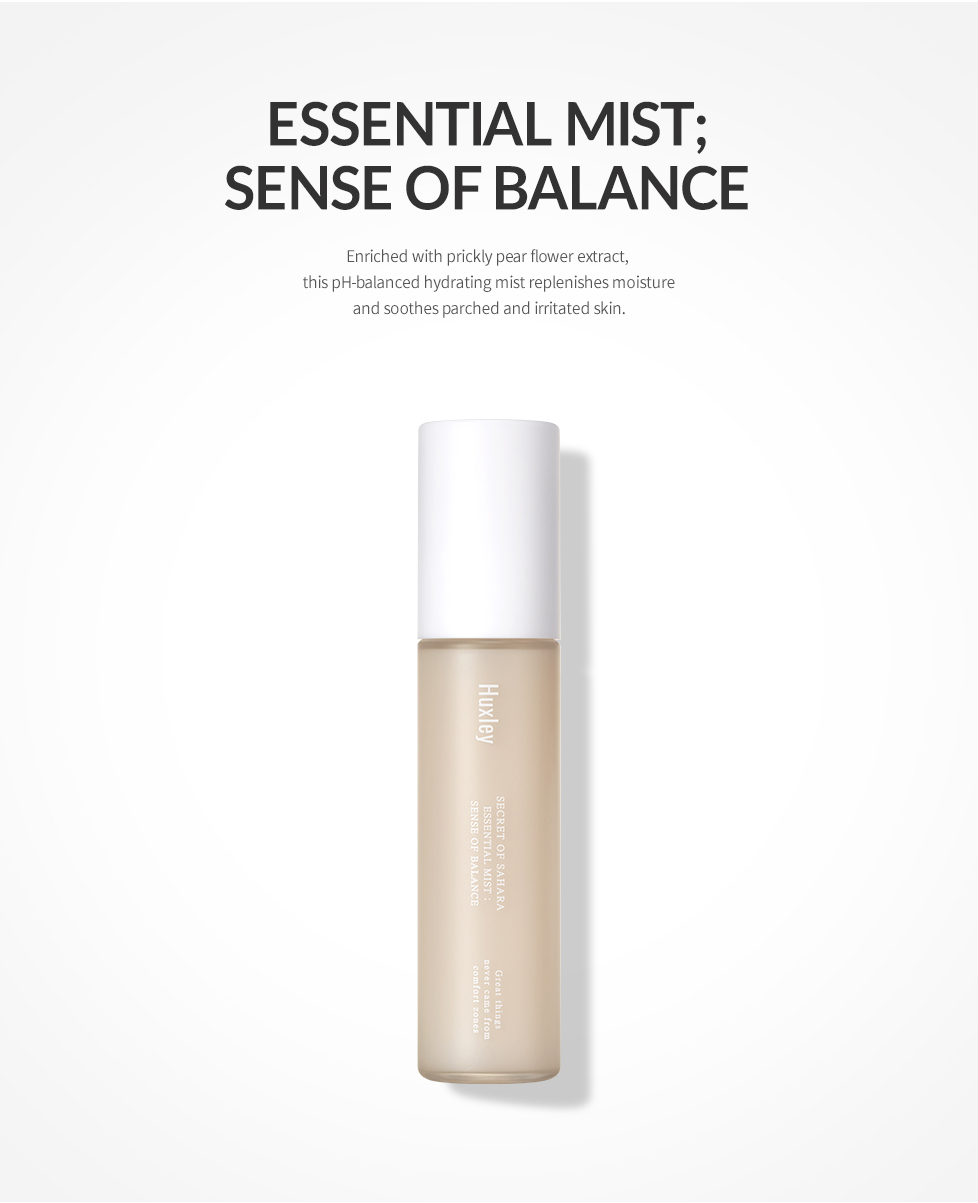 ESSENTIAL MIST;
SENSE OF BALANCE
Enriched with prickly pear flower extract,
this pH-balanced hydrating mist replenishes moisture
and soothes parched and irritated skin.
Huxley
SECRET OF SAHARA
ESSENTIAL MIST ;
SENSE OF BALANCE
Great things
never came from
comfort zones